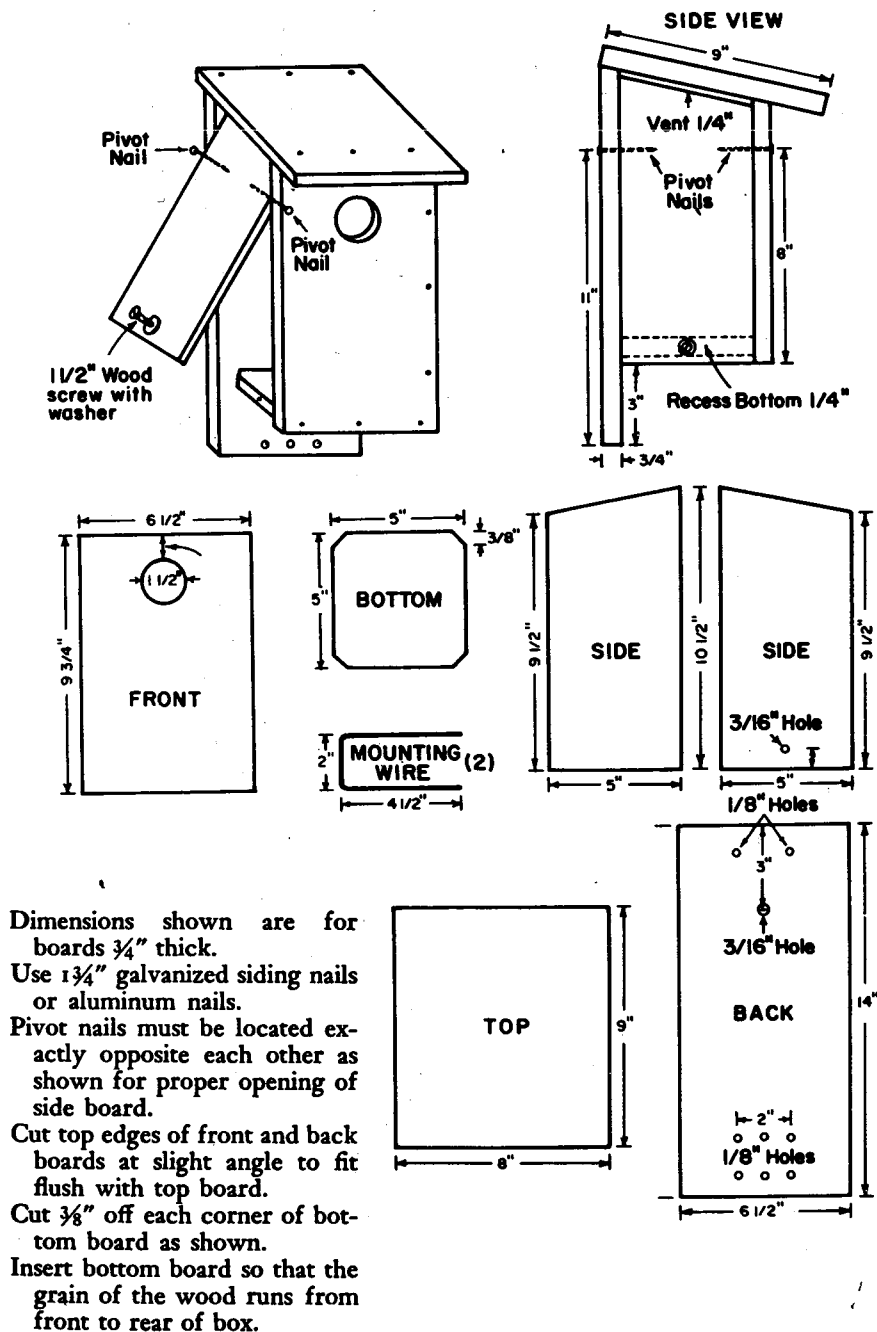 SIDE VIEW
9"
Vent 1/4"
Pivot
Nail
Pivot
Nails
Pivot
Nail
8"
11"
1 1/2" Wood
screw with
washer
3"
Recess Bottom 1/4"
3/4"
6 1/2"
1 1/2"
9 3/4"
FRONT
5"
3/8"
5"
BOTTOM
2"
MOUNTING
WIRE
(2)
4 1/2"
9 1/2"
SIDE
5"
10 1/2"
SIDE
9 1/2"
3/16" Hole
5"
1/8" Holes
3"
3/16" Hole
BACK
14"
2"
1/8" Holes
6 1/2"
TOP
9"
8"
Dimensions shown are for
boards ¾" thick.
Use 1¾" galvanized siding nails
or aluminum nails.
Pivot nails must be located ex-
actly opposite each other as
shown for proper opening of
side board.
Cut top edges of front and back
boards at slight angle to fit
flush with top board.
Cut ⅜" off each corner of bot-
tom board as shown.
Insert bottom board so that the
grain of the wood runs from
front to rear of box.